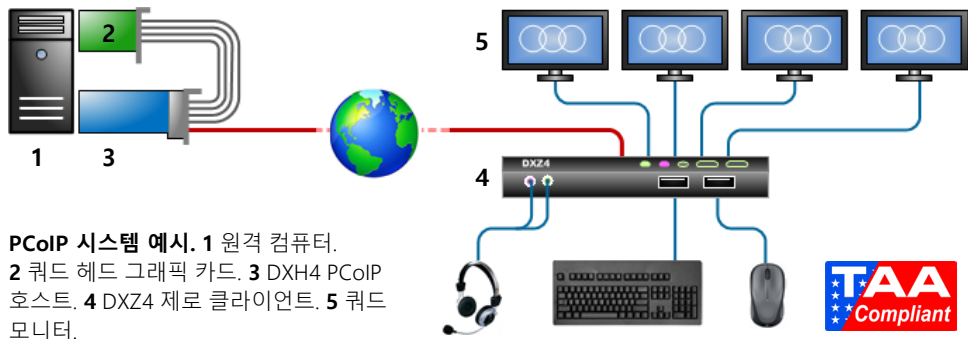 2
5
1
3
DXZ4
4
PCoIP 시스템 예시. 1 원격 컴퓨터.
2 쿼드 헤드 그래픽 카드. 3 DXH4 PCoIP
호스트. 4 DXZ4 제로 클라이언트. 5 쿼드
모니터.
TAA
Compliant